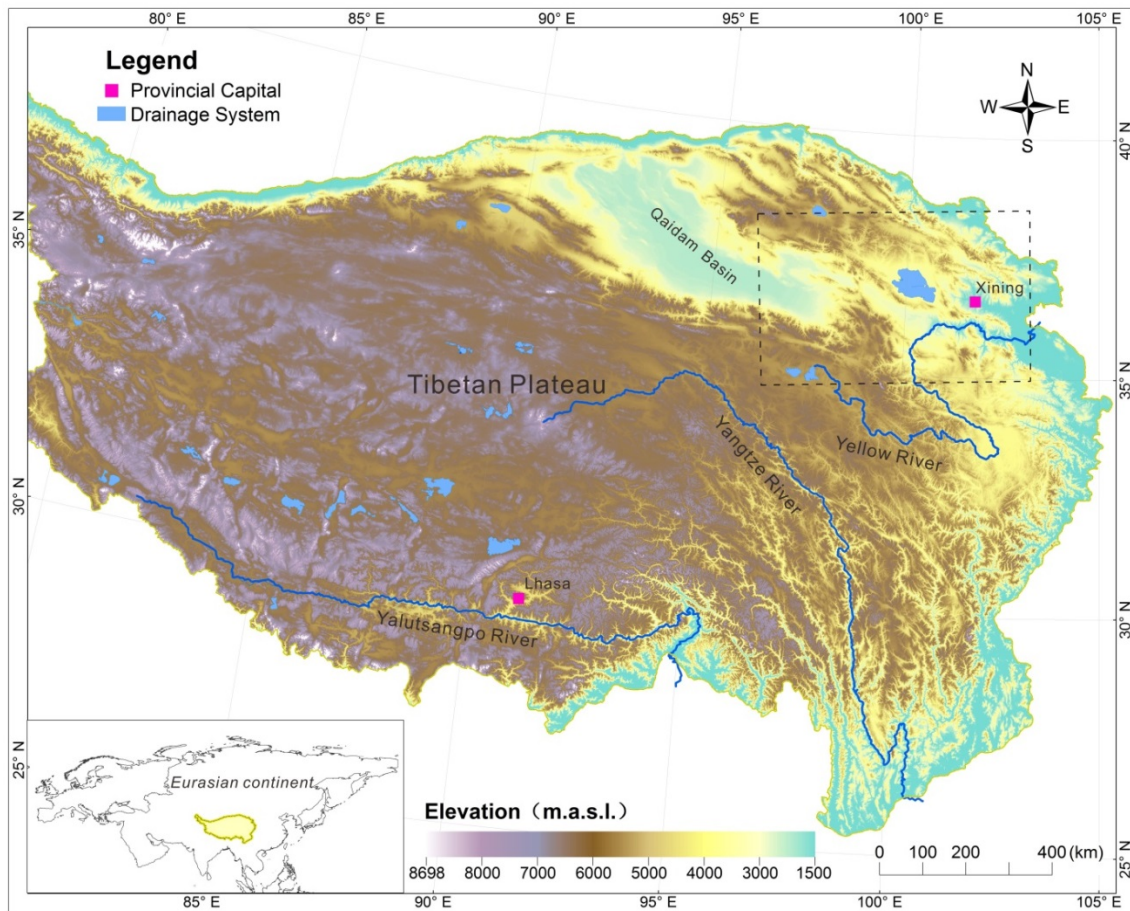 80° E
85° E
90° E
95° E
100° E
105° E
Legend
Provincial Capital
Drainage System
N
W
E
S
40° N
35° N
Qaidam Basin
Xining
35° N
Tibetan Plateau
Yangtze River
Yellow River
30° N
Lhasa
Yalutsangpo River
30° N
25° N
Eurasian continent
Elevation（m.a.s.l.）
8698 8000 7000 6000 5000 4000 3000 1500
0 100 200 400 (km)
25° N
85° E
90° E
95° E
100° E
105° E